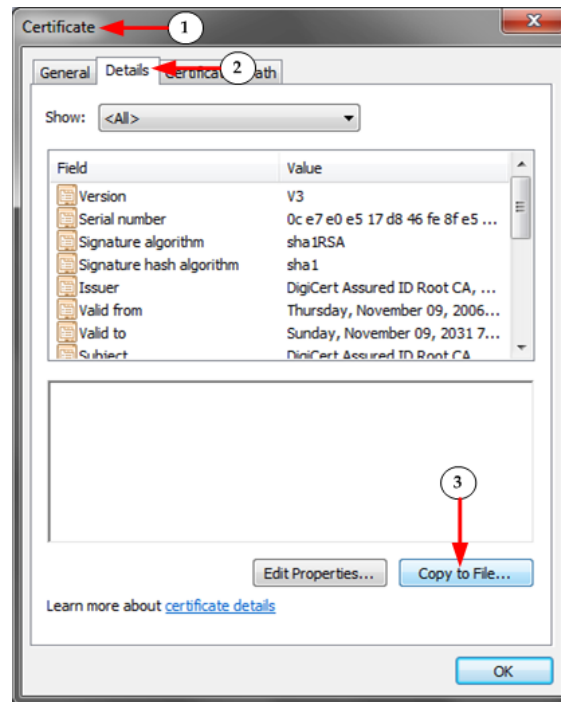 Certificate 1
General Details Certificat 2 ath
Show: <All>
Field Value
Version V3
Serial number 0c e7 e0 e5 17 d8 46 fe 8f e5 ...
Signature algorithm sha1RSA
Signature hash algorithm sha1
Issuer DigiCert Assured ID Root CA, ...
Valid from Thursday, November 09, 2006...
Valid to Sunday, November 09, 2031 7...
Subject DigiCert Assured ID Root CA
3
Edit Properties... Copy to File...
Learn more about certificate details
OK